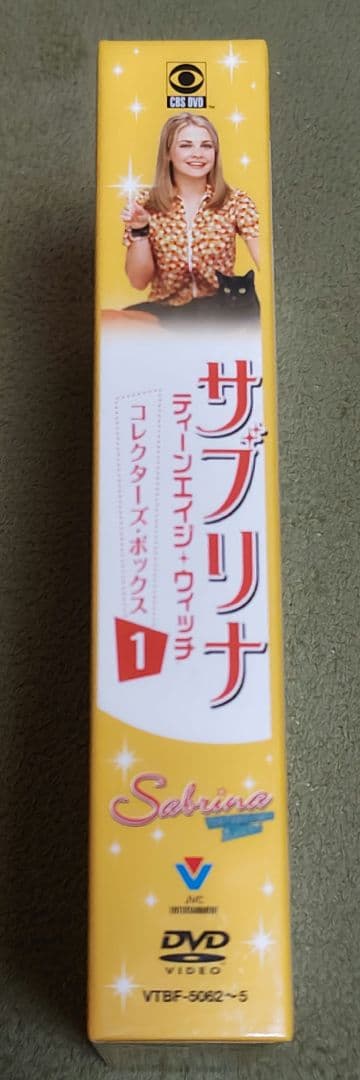 CBS DVD
サブリナ
ティーンエイジ・ウィッチ
コレクターズ・ボックス
1
Sabrina
JVC
ENTERTAINMENT
DVD
VIDEO
VTBF-5062～5